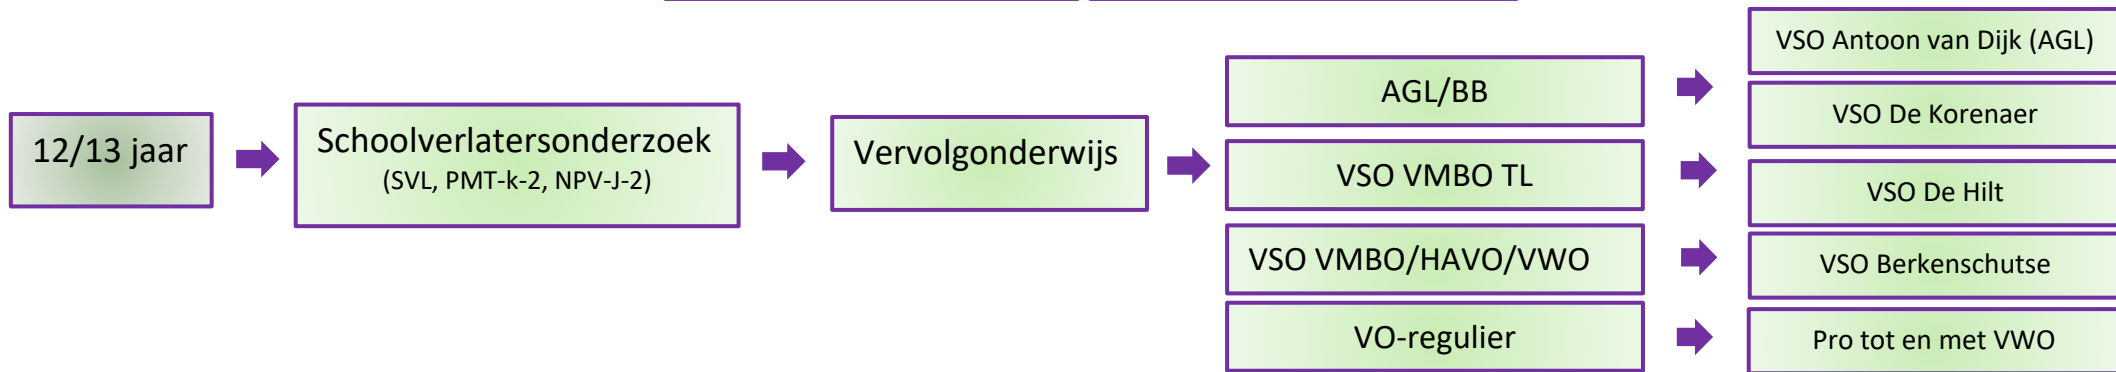 12/13 jaar
Schoolverlatersonderzoek
(SVL, PMT-k-2, NPV-J-2)
Vervolgonderwijs
AGL/BB
VSO VMBO TL
VSO VMBO/HAVO/VWO
VO-regulier
VSO Antoon van Dijk (AGL)
VSO De Korenaer
VSO De Hilt
VSO Berkenschutse
Pro tot en met VWO